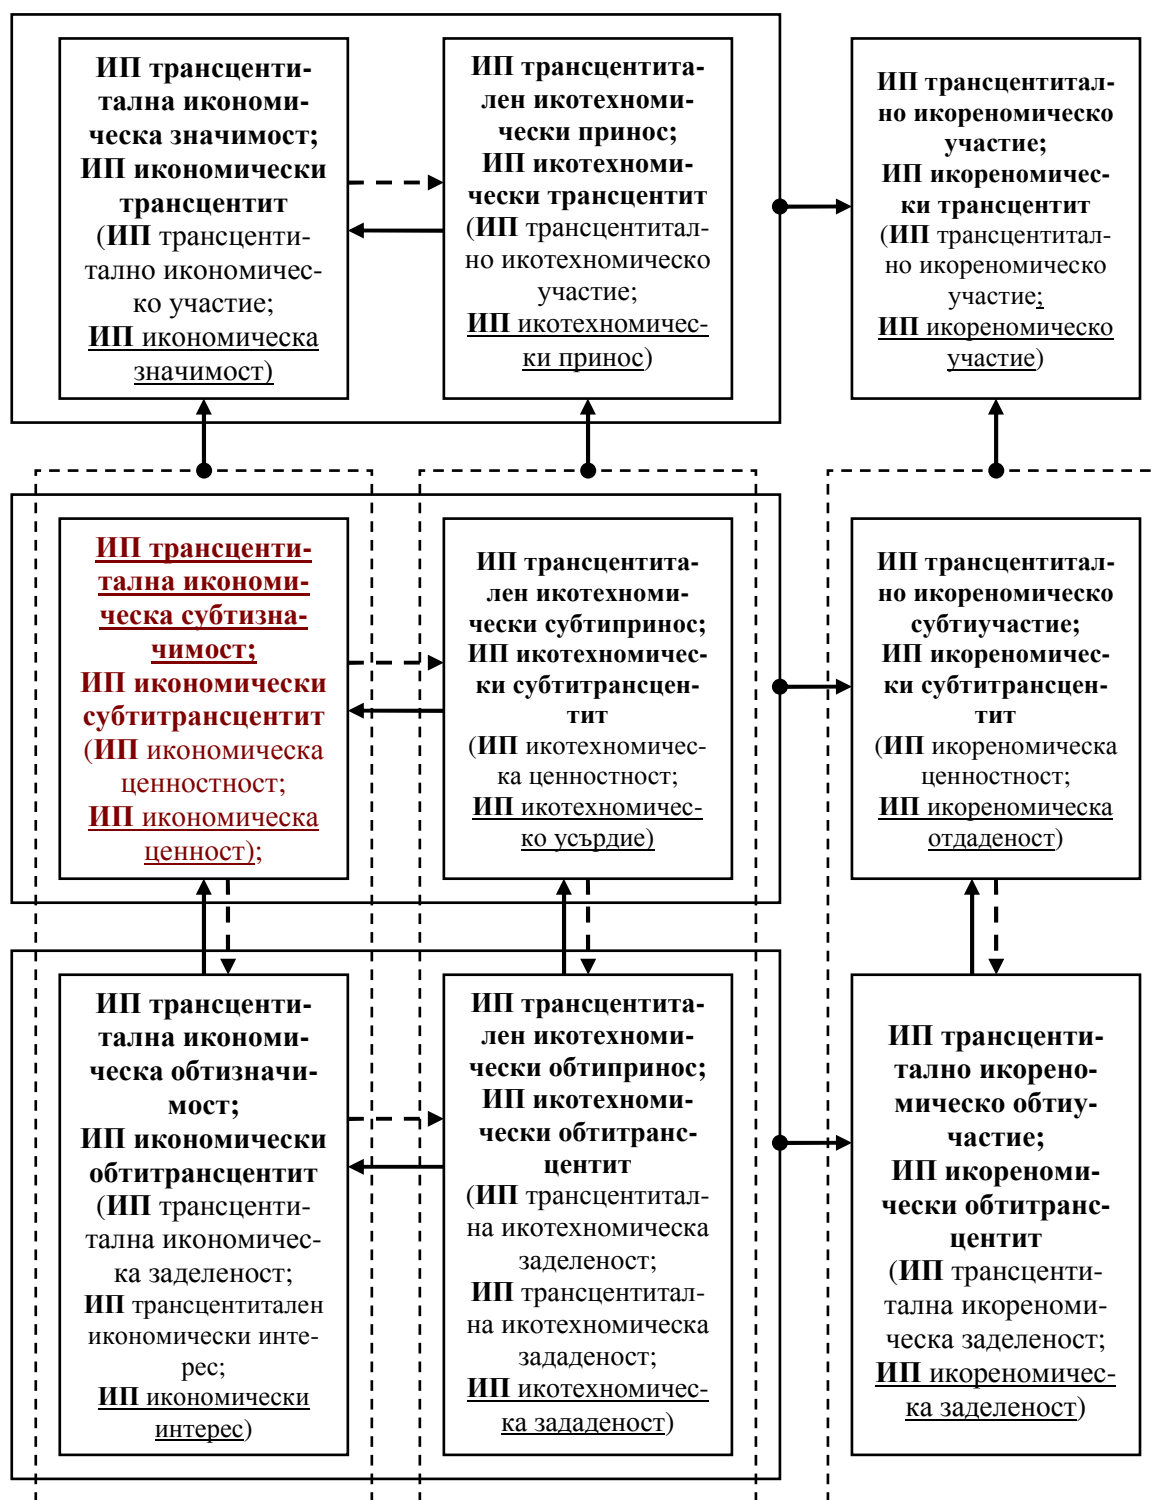 ИП трансценти-
тална икономи-
ческа значимост;
ИП икономически
трансцентит
(ИП трансценти-
тално икономичес-
ко участие;
ИП икономическа
значимост)
ИП трансцентита-
лен икотехноми-
чески принос;
ИП икотехноми-
чески трансцентит
(ИП трансцентитал-
но икотехномическо
участие;
ИП икотехномичес-
ки принос)
ИП трансцентитал-
но икореномическо
участие;
ИП икореномичес-
ки трансцентит
(ИП трансцентитал-
но икореномическо
участие;
ИП икореномическо
участие)
ИП трансценти-
тална икономи-
ческа субтизна-
чимост;
ИП икономически
субтитрансцентит
(ИП икономическа
ценностност;
ИП икономическа
ценност);
ИП трансцентита-
лен икотехноми-
чески субтипринос;
ИП икотехномичес-
ки субтитрансцен-
тит
(ИП икотехномичес-
ка ценностност;
ИП икотехномичес-
ко усърдие)
ИП трансцентитал-
но икореномическо
субтиучастие;
ИП икореномичес-
ки субтитрансцен-
тит
(ИП икореномическа
ценностност;
ИП икореномическа
отдаденост)
ИП трансценти-
тална икономи-
ческа обтизначи-
мост;
ИП икономически
обтитрансцентит
(ИП трансценти-
тална икономичес-
ка заделеност;
ИП трансцентитален
икономически инте-
рес;
ИП икономически
интерес)
ИП трансцентита-
лен икотехноми-
чески обтипринос;
ИП икотехноми-
чески обтитранс-
центит
(ИП трансцентитал-
на икотехномическа
заделеност;
ИП трансцентитал-
на икотехномическа
зададеност;
ИП икотехномичес-
ка зададеност)
ИП трансценти-
тално икорено-
мическо обтиу-
частие;
ИП икореноми-
чески обтитранс-
центит
(ИП трансценти-
тална икореноми-
ческа заделеност;
ИП икореномичес-
ка заделеност)